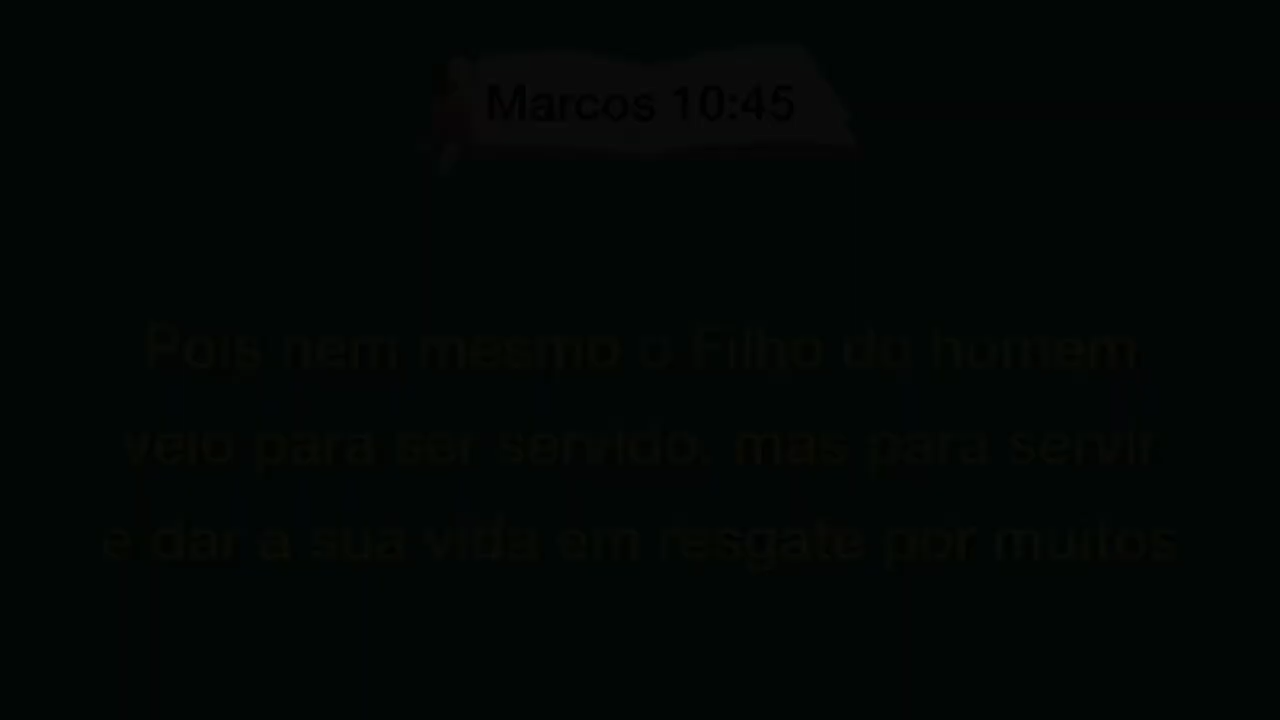 Marcos 10:45
Pois nem mesmo o Filho do homem
veio para ser servido, mas para servir
e dar a sua vida em resgate por muitos